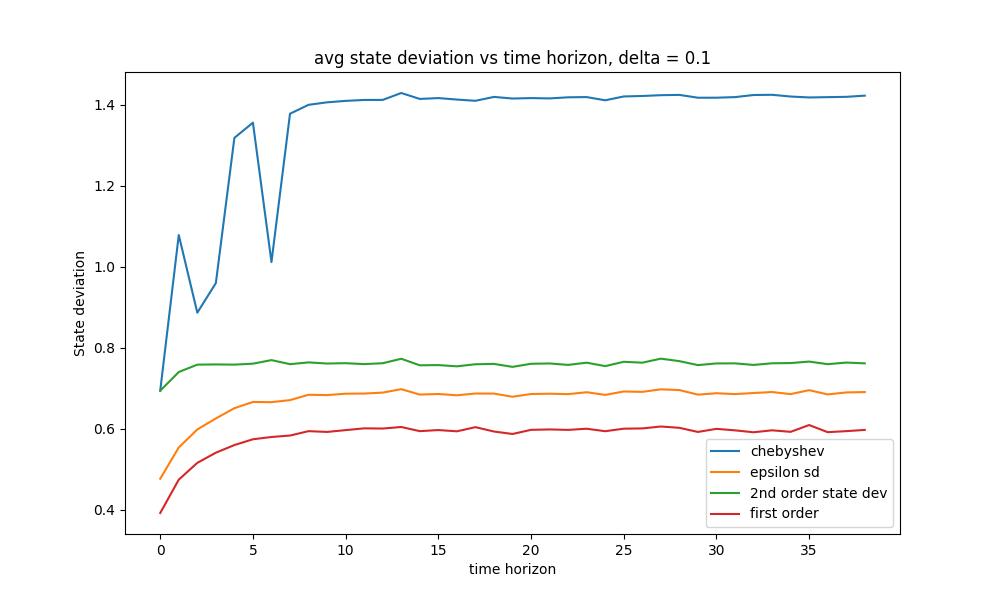 avg state deviation vs time horizon, delta = 0.1
State deviation
1.4
1.2
1.0
0.8
0.6
0.4
0 5 10 15 20 25 30 35
time horizon
chebyshev
epsilon sd
2nd order state dev
first order